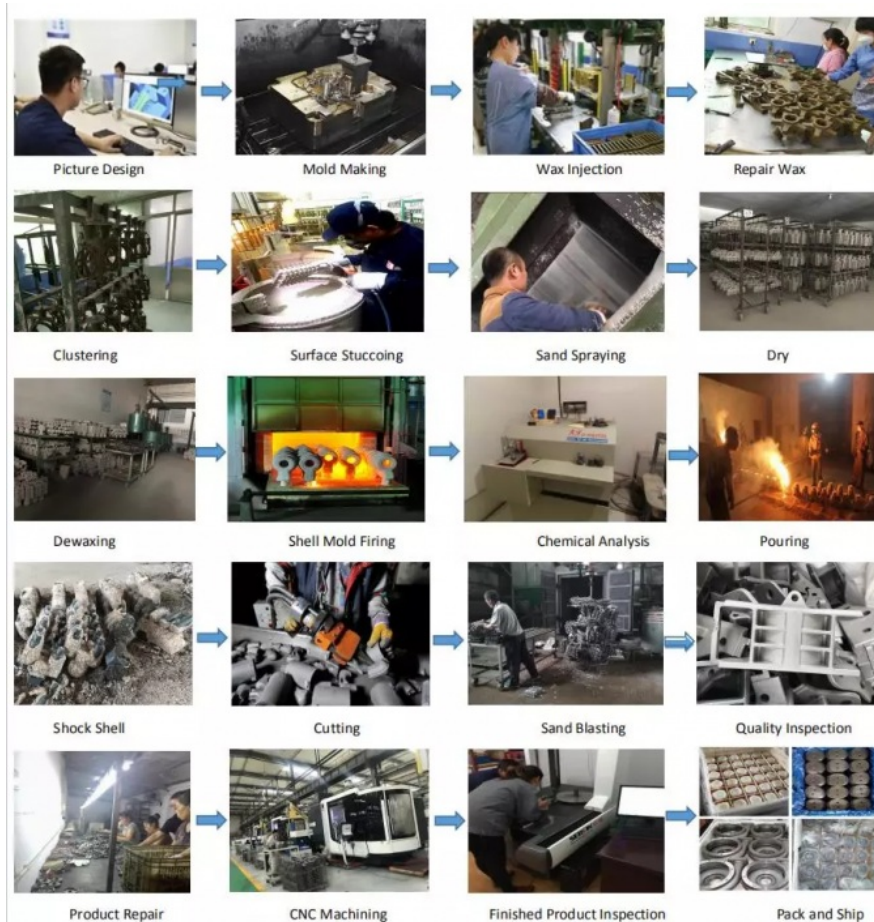 Picture Design
Mold Making
Wax Injection
Repair Wax
Clustering
Surface Stuccoing
Sand Spraying
Dry
Dewaxing
Shell Mold Firing
Chemical Analysis
Pouring
Shock Shell
Cutting
Sand Blasting
Quality Inspection
Product Repair
CNC Machining
Finished Product Inspection
Pack and Ship